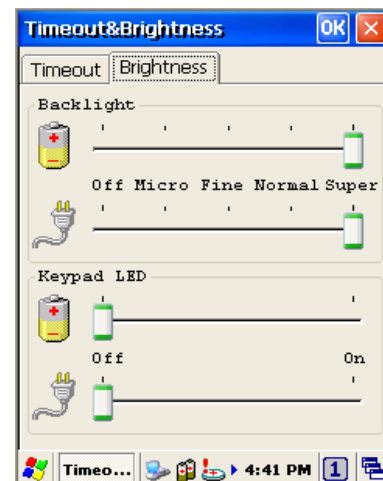 Timeout&Brightness OK
Timeout Brightness
Backlight
Off Micro Fine Normal Super
Keypad LED
Off On
Timeo... 4:41 PM 1